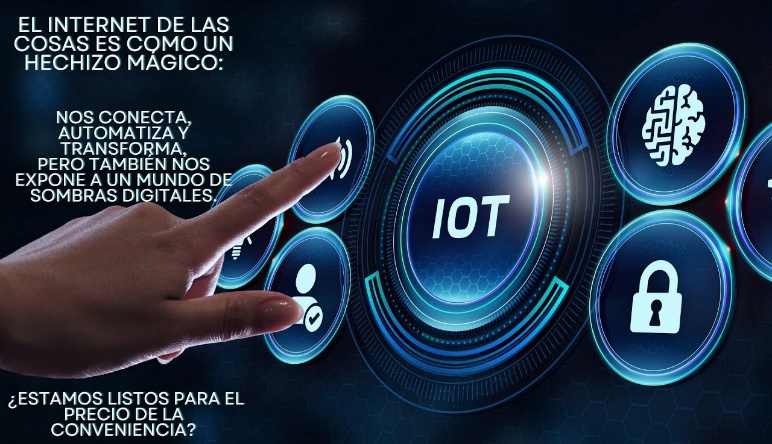 EL INTERNET DE LAS
COSAS ES COMO UN
HECHIZO MÁGICO:
NOS CONECTA,
AUTOMATIZA Y
TRANSFORMA,
PERO TAMBIÉN NOS
EXPONE A UN MUNDO DE
SOMBRAS DIGITALES.
IOT
¿ESTAMOS LISTOS PARA EL
PRECIO DE LA
CONVENIENCIA?